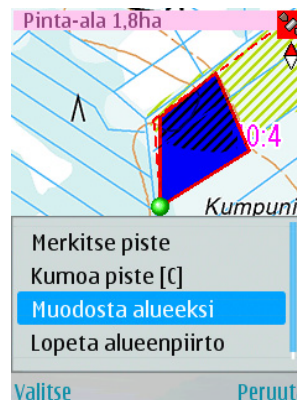 Pinta-ala 1,8ha
0:4
Kumpuni
Merkitse piste
Kumoa piste [C]
Muodosta alueeksi
Lopeta alueenpiirto
Valitse Peruut